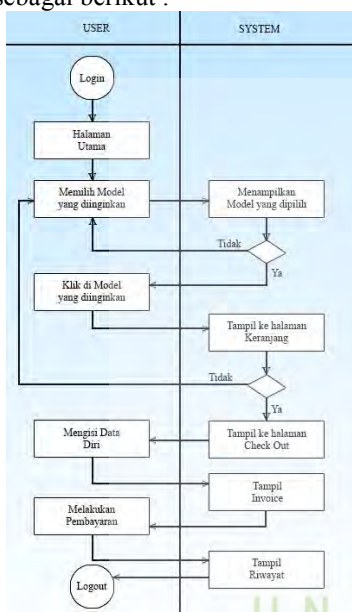 sebagai berikut :
USER
SYSTEM
Login
Halaman
Utama
Memilih Model
yang diinginkan
Menampilkan
Model yang dipilih
Tidak
Ya
Klik di Model
yang diinginkan
Tampil ke halaman
Keranjang
Tidak
Ya
Mengisi Data
Diri
Tampil ke halaman
Check Out
Tampil
Invoice
Melakukan
Pembayaran
Tampil
Riwayat
Logout